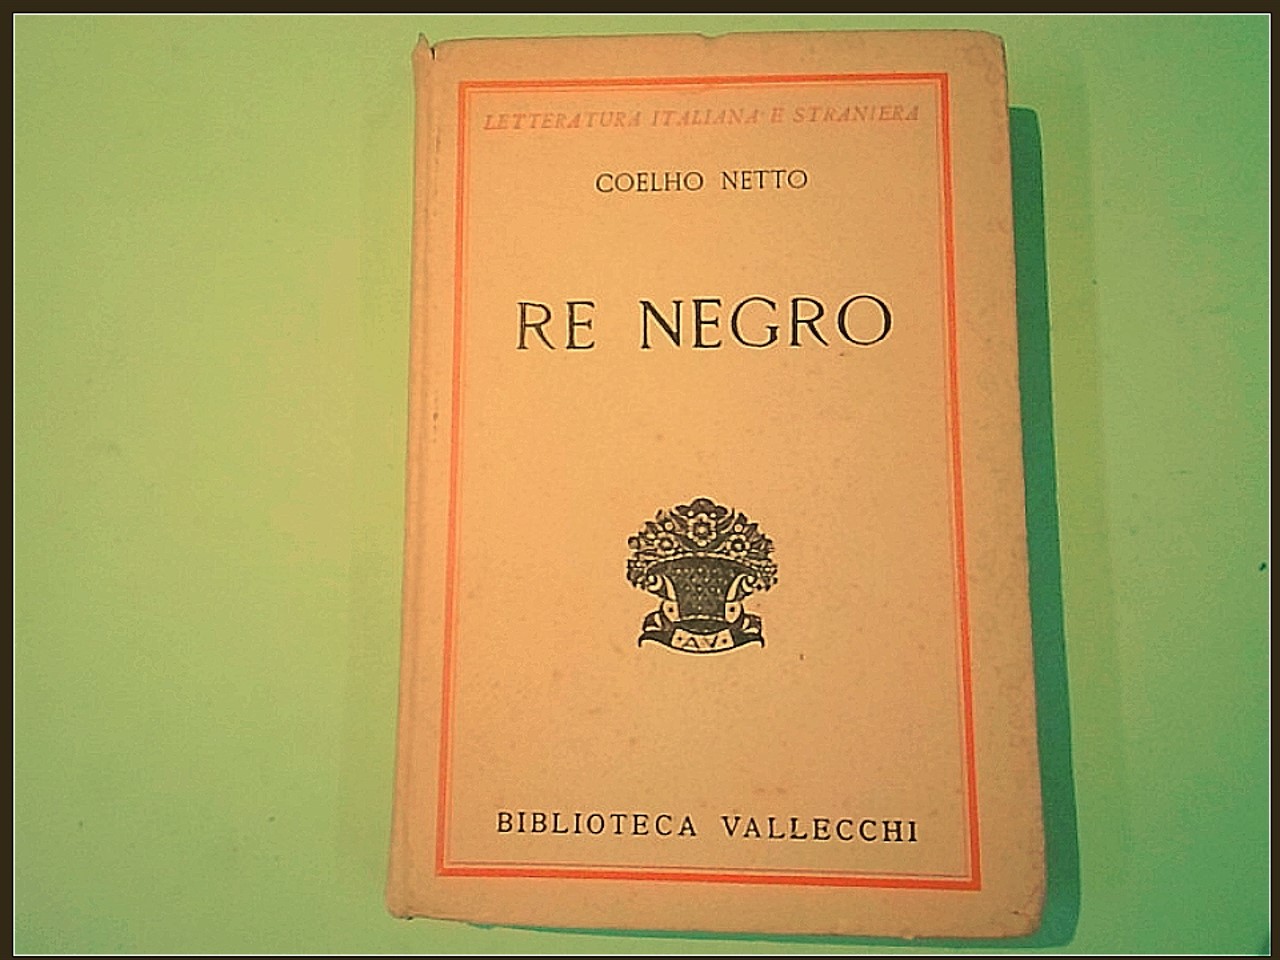 LETTERATURA ITALIANA E STRANIERA
COELHO NETTO
RE NEGRO
·A·V·
BIBLIOTECA VALLECCHI